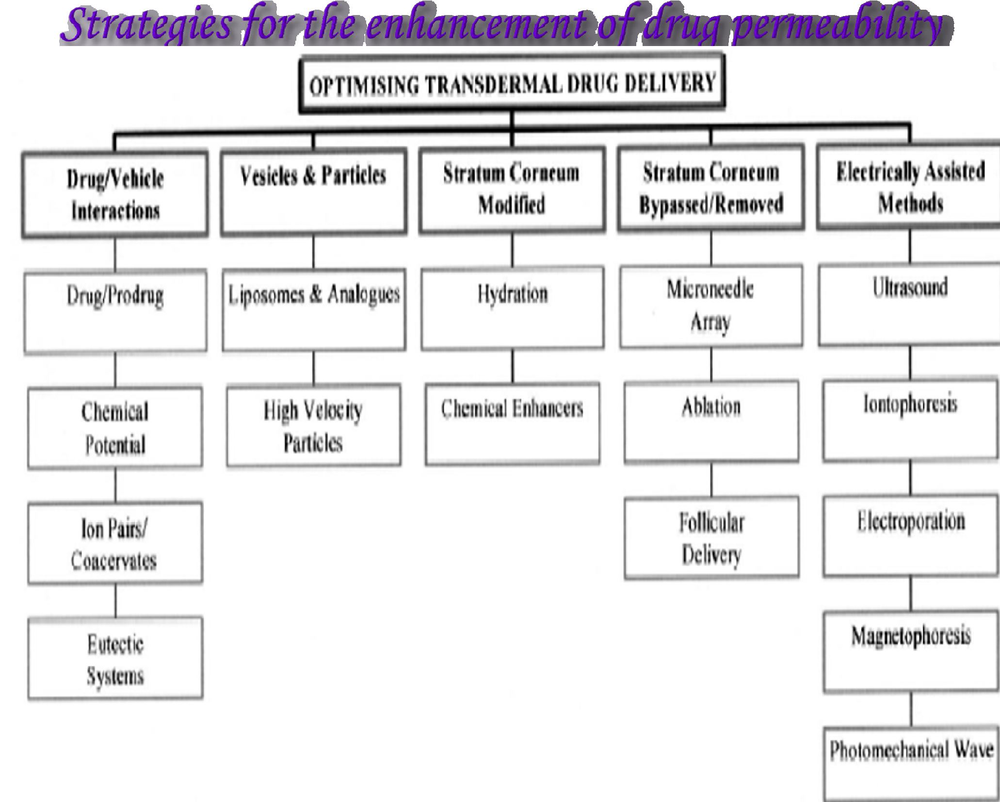 Strategies for the enhancement of drug permeability
OPTIMISING TRANSDERMAL DRUG DELIVERY
Drug/Vehicle
Interactions
Drug/Prodrug
Chemical
Potential
Ion Pairs/
Coacervates
Eutectic
Systems
Vesicles & Particles
Liposomes & Analogues
High Velocity
Particles
Stratum Corneum
Modified
Hydration
Chemical Enhancers
Stratum Corneum
Bypassed/Removed
Microneedle
Array
Ablation
Follicular
Delivery
Electrically Assisted
Methods
Ultrasound
Iontophoresis
Electroporation
Magnetophoresis
Photomechanical Wave